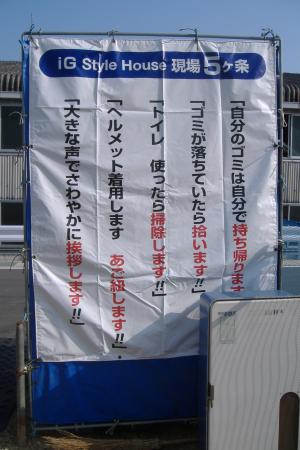 iG Style House 現場5ヶ条
「自分のゴミは自分で持ち帰ります
「ゴミが落ちていたら拾います!!」
「トイレ 使ったら掃除します!!」
「ヘルメット着用します あご紐します!!」
「大きな声でさわやかに挨拶します!!」